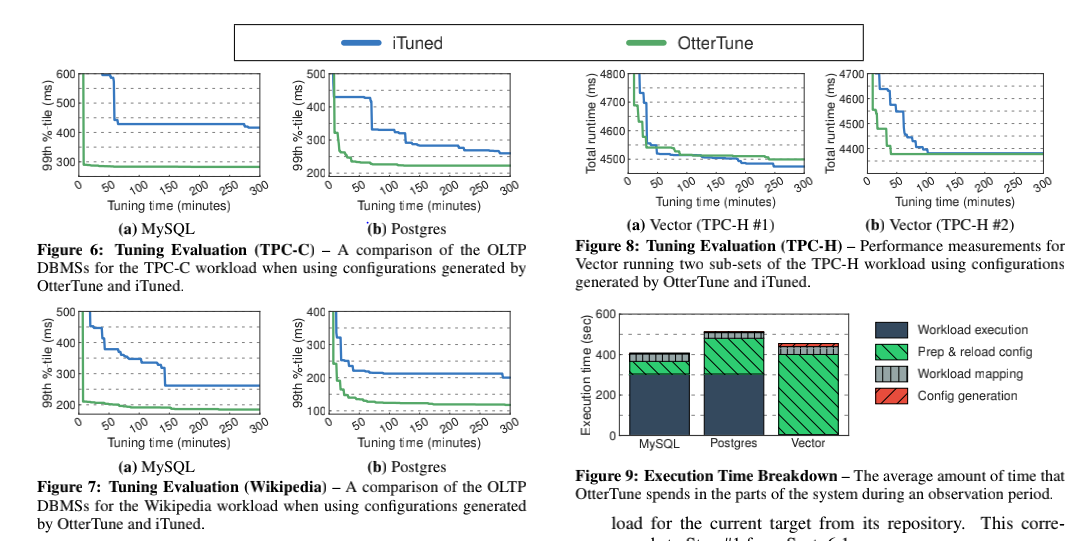 iTuned
OtterTune
600
500
400
300
99th %-tile (ms)
0
50
100
150
200
250
300
Tuning time (minutes)
(a) MySQL
500
400
300
200
99th %-tile (ms)
0
50
100
150
200
250
300
Tuning time (minutes)
(b) Postgres
Figure 6: Tuning Evaluation (TPC-C) – A comparison of the OLTP
DBMSs for the TPC-C workload when using configurations generated by
OtterTune and iTuned.
500
400
300
200
99th %-tile (ms)
0
50
100
150
200
250
300
Tuning time (minutes)
(a) MySQL
400
300
200
100
99th %-tile (ms)
0
50
100
150
200
250
300
Tuning time (minutes)
(b) Postgres
Figure 7: Tuning Evaluation (Wikipedia) – A comparison of the OLTP
DBMSs for the Wikipedia workload when using configurations generated
by OtterTune and iTuned.
4800
4700
4600
4500
Total runtime (ms)
0
50
100
150
200
250
300
Tuning time (minutes)
(a) Vector (TPC-H #1)
4700
4600
4500
4400
Total runtime (ms)
0
50
100
150
200
250
300
Tuning time (minutes)
(b) Vector (TPC-H #2)
Figure 8: Tuning Evaluation (TPC-H) – Performance measurements for
Vector running two sub-sets of the TPC-H workload using configurations
generated by OtterTune and iTuned.
600
400
200
0
Execution time (sec)
MySQL
Postgres
Vector
Workload execution
Prep & reload config
Workload mapping
Config generation
Figure 9: Execution Time Breakdown – The average amount of time that
OtterTune spends in the parts of the system during an observation period.
load for the current target from its repository. This corre-